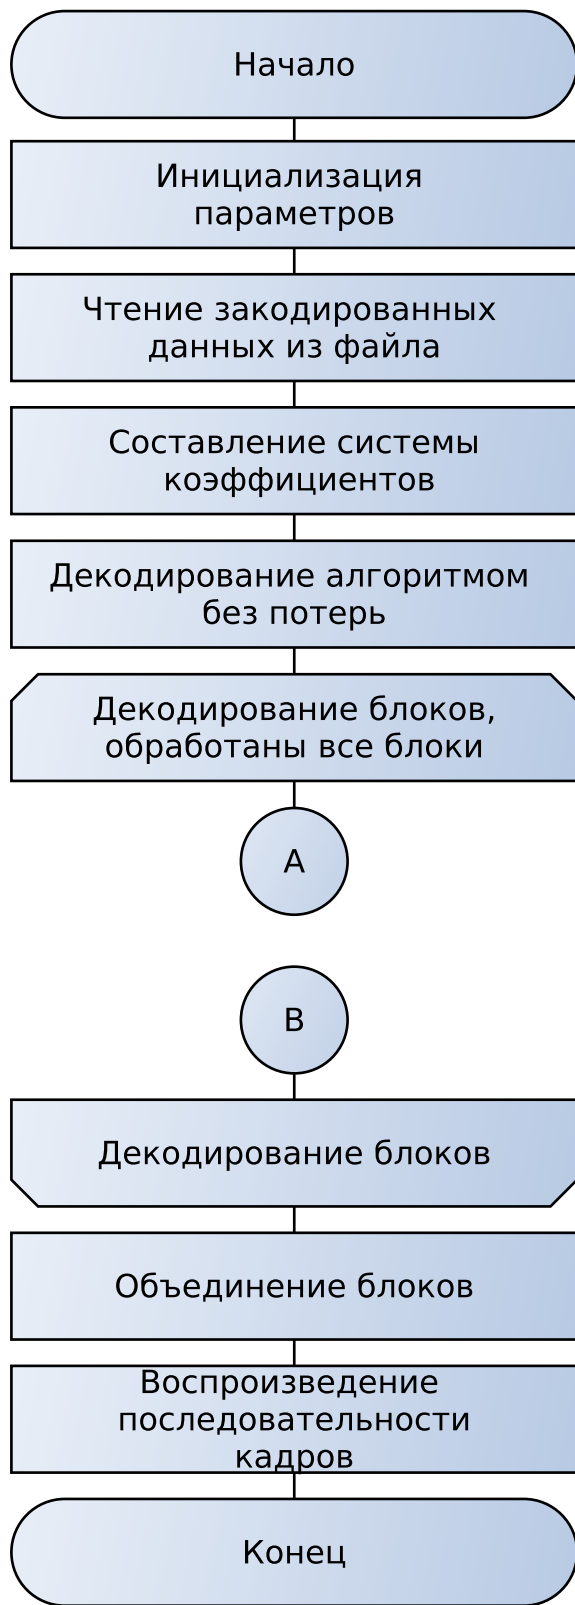 Начало
Инициализация
параметров
Чтение закодированных
данных из файла
Составление системы
коэффициентов
Декодирование алгоритмом
без потерь
Декодирование блоков,
обработаны все блоки
A
B
Декодирование блоков
Объединение блоков
Воспроизведение
последовательности
кадров
Конец